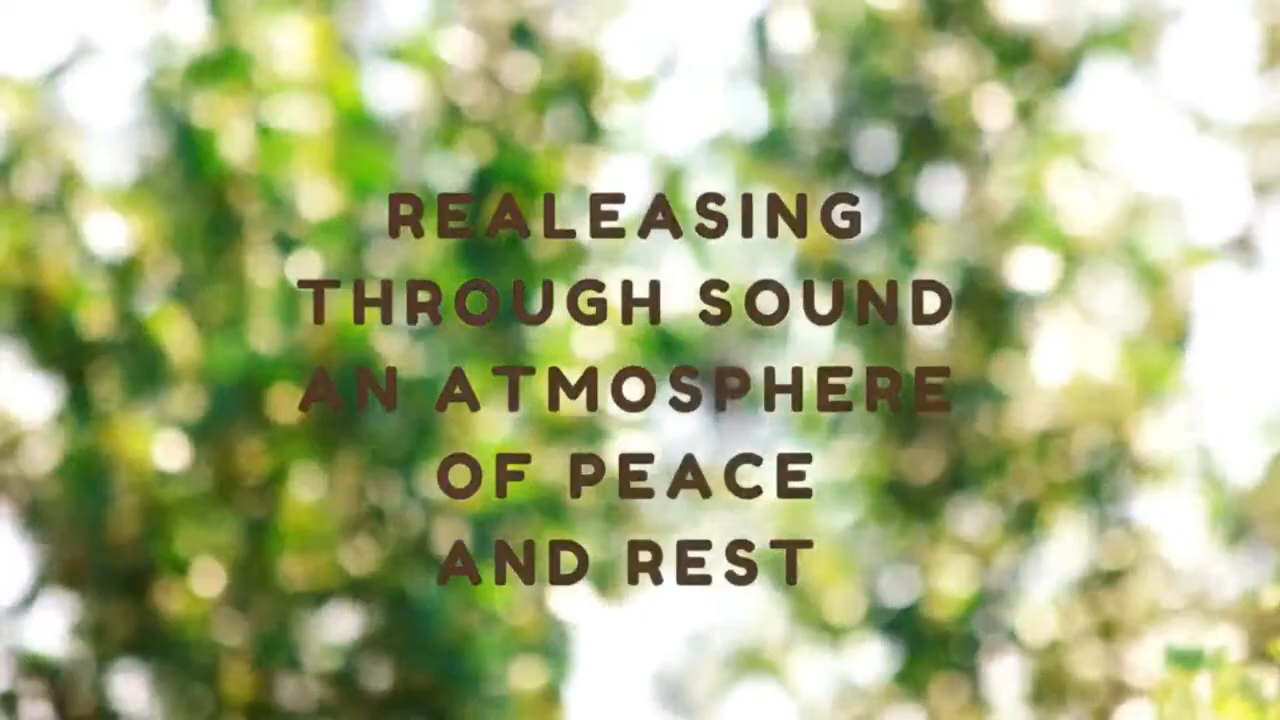 REALEASING
THROUGH SOUND
AN ATMOSPHERE
OF PEACE
AND REST